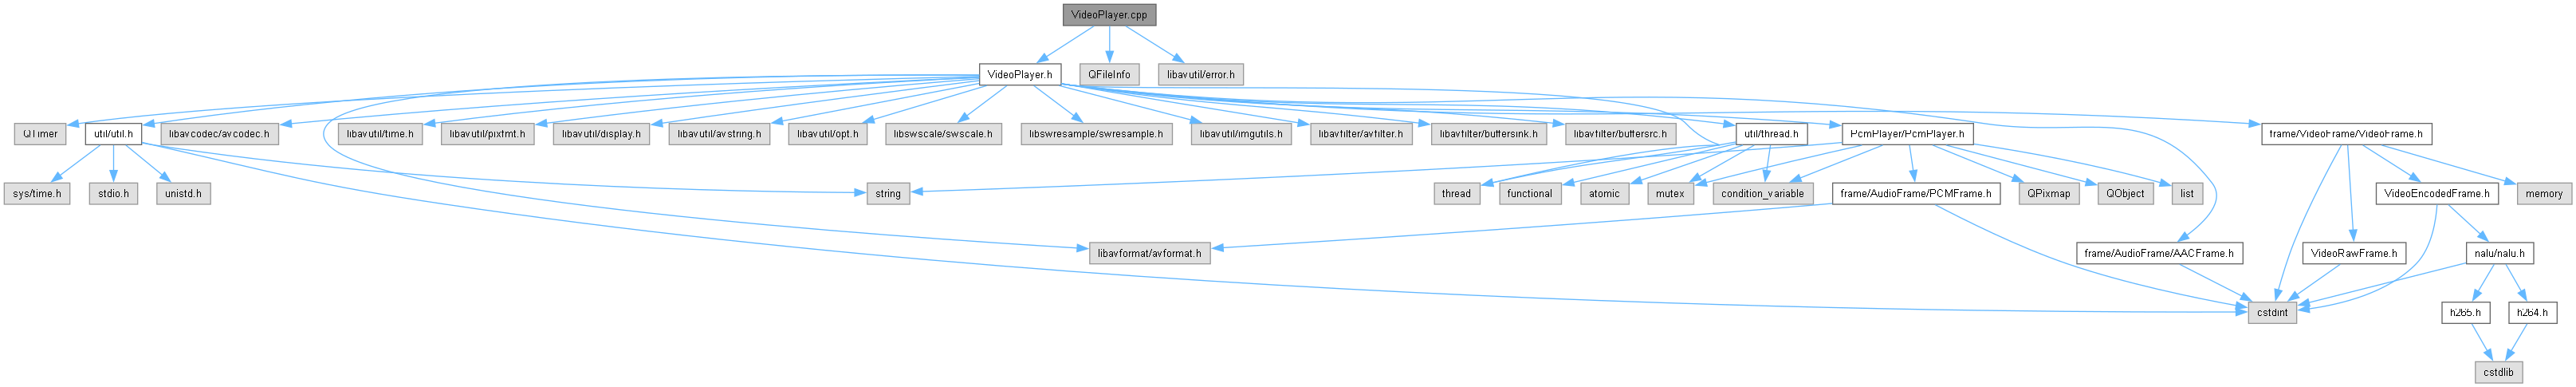 VideoPlayer.cpp
VideoPlayer.h
QFileInfo
libavutil/error.h
QTimer
util/util.h
libavcodec/avcodec.h
libavutil/time.h
libavutil/pixfmt.h
libavutil/display.h
libavutil/avstring.h
libavutil/opt.h
libswscale/swscale.h
libswresample/swresample.h
libavutil/imgutils.h
libavfilter/avfilter.h
libavfilter/buffersink.h
libavfilter/buffersrc.h
util/thread.h
PcmPlayer/PcmPlayer.h
frame/VideoFrame/VideoFrame.h
sys/time.h
stdio.h
unistd.h
string
thread
functional
atomic
mutex
condition_variable
frame/AudioFrame/PCMFrame.h
QPixmap
QObject
list
VideoEncodedFrame.h
memory
libavformat/avformat.h
frame/AudioFrame/AACFrame.h
VideoRawFrame.h
nalu/nalu.h
cstdint
h265.h
h264.h
cstdlib